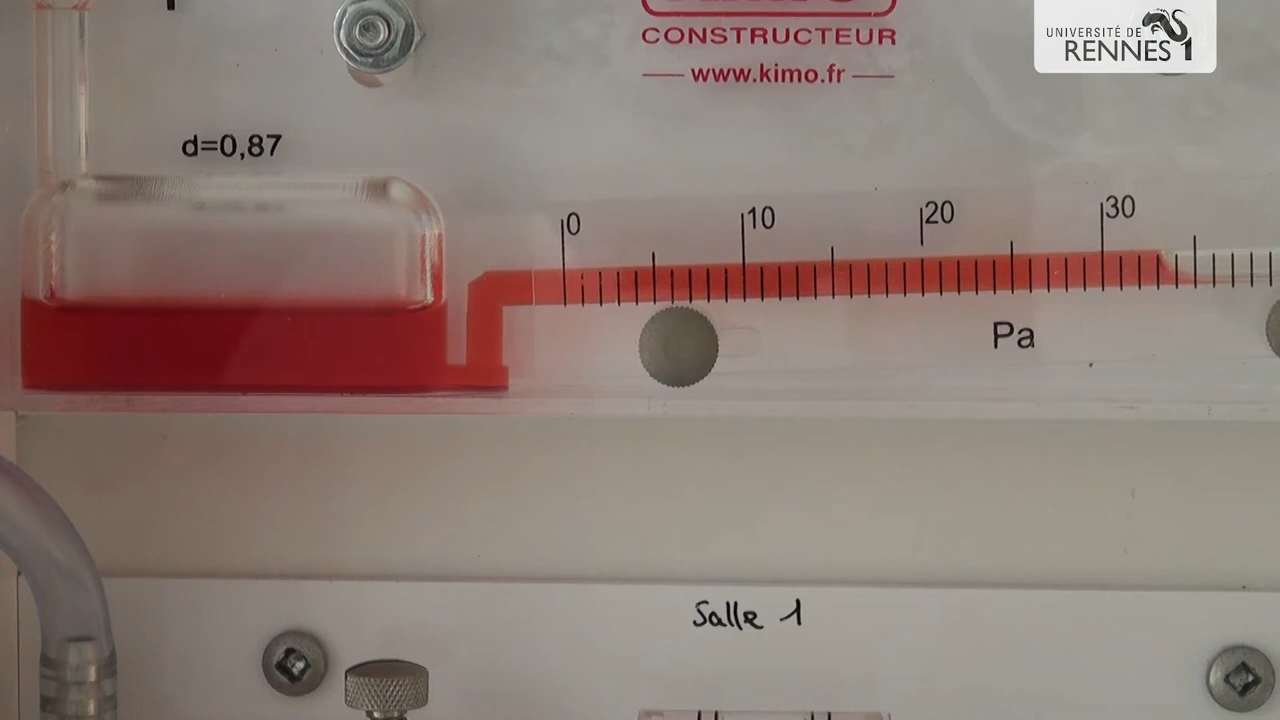 CONSTRUCTEUR
www.kimo.fr
UNIVERSITÉ DE
RENNES 1
d=0,87
0 10 20 30
Pa
Salle 1